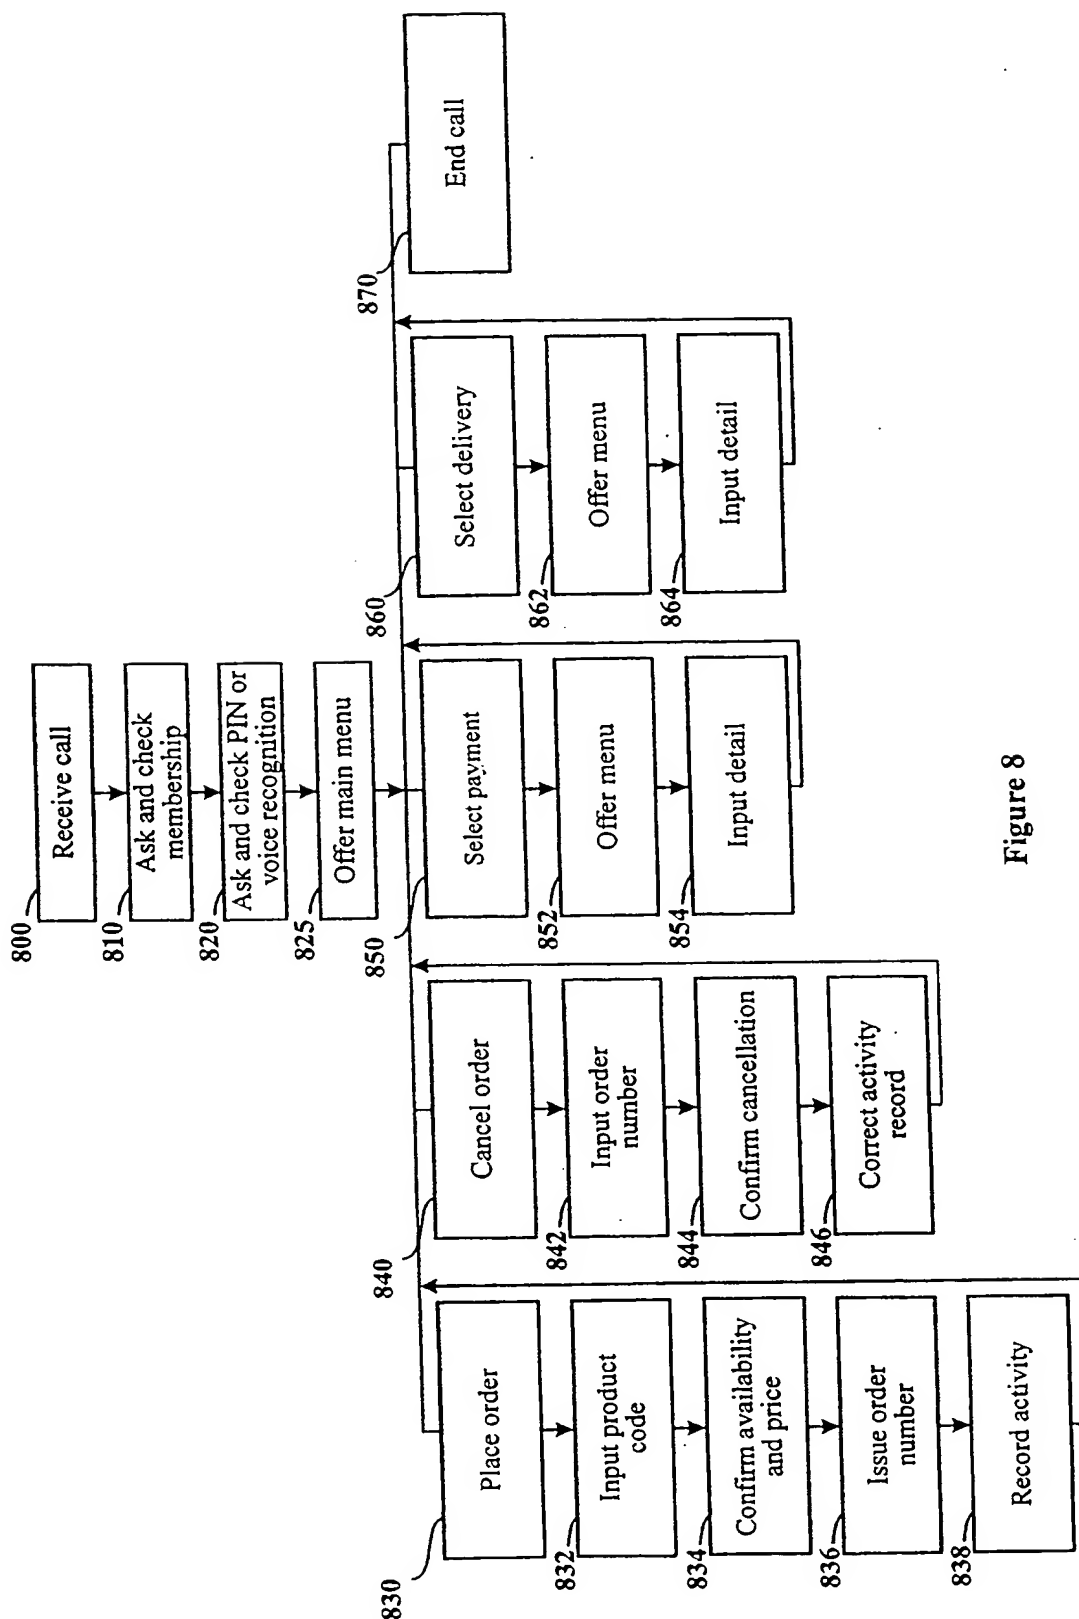 800
Receive call
810
Ask and check
membership
820
Ask and check PIN or
voice recognition
825
Offer main menu
830
Place order
832
Input product
code
834
Confirm availability
and price
836
Issue order
number
838
Record activity
840
Cancel order
842
Input order
number
844
Confirm cancellation
846
Correct activity
record
850
Select payment
852
Offer menu
854
Input detail
860
Select delivery
862
Offer menu
864
Input detail
870
End call
Figure 8